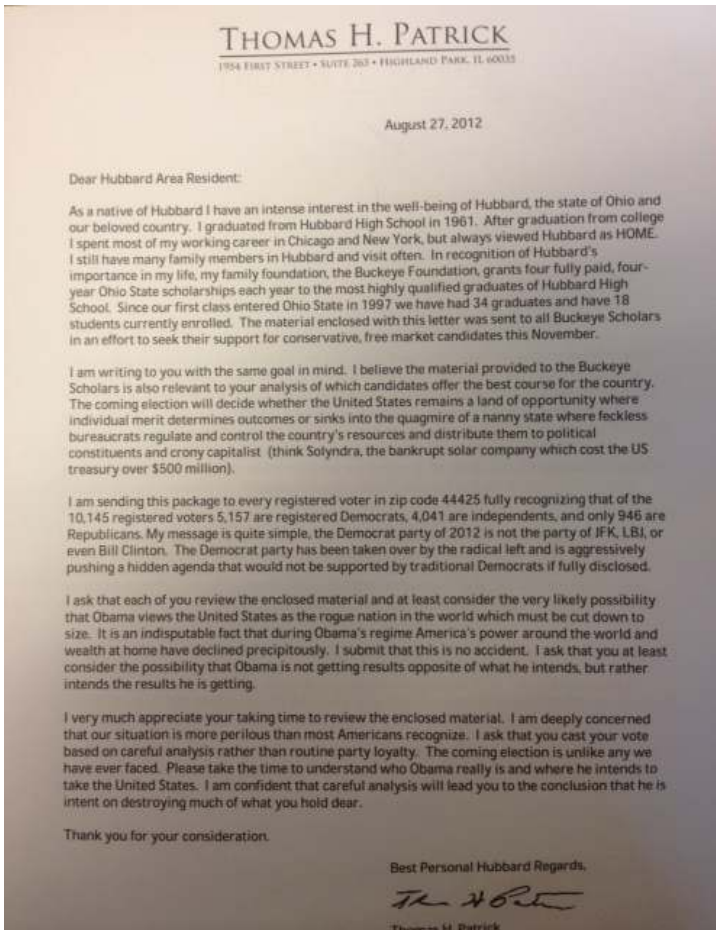 THOMAS H. PATRICK
1954 FIRST STREET • SUITE 265 • HIGHLAND PARK, IL 60035
August 27, 2012
Dear Hubbard Area Resident:
As a native of Hubbard I have an intense interest in the well-being of Hubbard, the state of Ohio and
our beloved country. I graduated from Hubbard High School in 1961. After graduation from college
I spent most of my working career in Chicago and New York, but always viewed Hubbard as HOME.
I still have many family members in Hubbard and visit often. In recognition of Hubbard's
importance in my life, my family foundation, the Buckeye Foundation, grants four fully paid, four-
year Ohio State scholarships each year to the most highly qualified graduates of Hubbard High
School. Since our first class entered Ohio State in 1997 we have had 34 graduates and have 18
students currently enrolled. The material enclosed with this letter was sent to all Buckeye Scholars
in an effort to seek their support for conservative, free market candidates this November.
I am writing to you with the same goal in mind. I believe the material provided to the Buckeye
Scholars is also relevant to your analysis of which candidates offer the best course for the country.
The coming election will decide whether the United States remains a land of opportunity where
individual merit determines outcomes or sinks into the quagmire of a nanny state where feckless
bureaucrats regulate and control the country's resources and distribute them to political
constituents and crony capitalist (think Solyndra, the bankrupt solar company which cost the US
treasury over $500 million).
I am sending this package to every registered voter in zip code 44425 fully recognizing that of the
10,145 registered voters 5,157 are registered Democrats, 4,041 are independents, and only 946 are
Republicans. My message is quite simple, the Democrat party of 2012 is not the party of JFK, LBJ, or
even Bill Clinton. The Democrat party has been taken over by the radical left and is aggressively
pushing a hidden agenda that would not be supported by traditional Democrats if fully disclosed.
I ask that each of you review the enclosed material and at least consider the very likely possibility
that Obama views the United States as the rogue nation in the world which must be cut down to
size. It is an indisputable fact that during Obama's regime America's power around the world and
wealth at home have declined precipitously. I submit that this is no accident. I ask that you at least
consider the possibility that Obama is not getting results opposite of what he intends, but rather
intends the results he is getting.
I very much appreciate your taking time to review the enclosed material. I am deeply concerned
that our situation is more perilous than most Americans recognize. I ask that you cast your vote
based on careful analysis rather than routine party loyalty. The coming election is unlike any we
have ever faced. Please take the time to understand who Obama really is and where he intends to
take the United States. I am confident that careful analysis will lead you to the conclusion that he is
intent on destroying much of what you hold dear.
Thank you for your consideration.
Best Personal Hubbard Regards,
Thomas H. Patrick